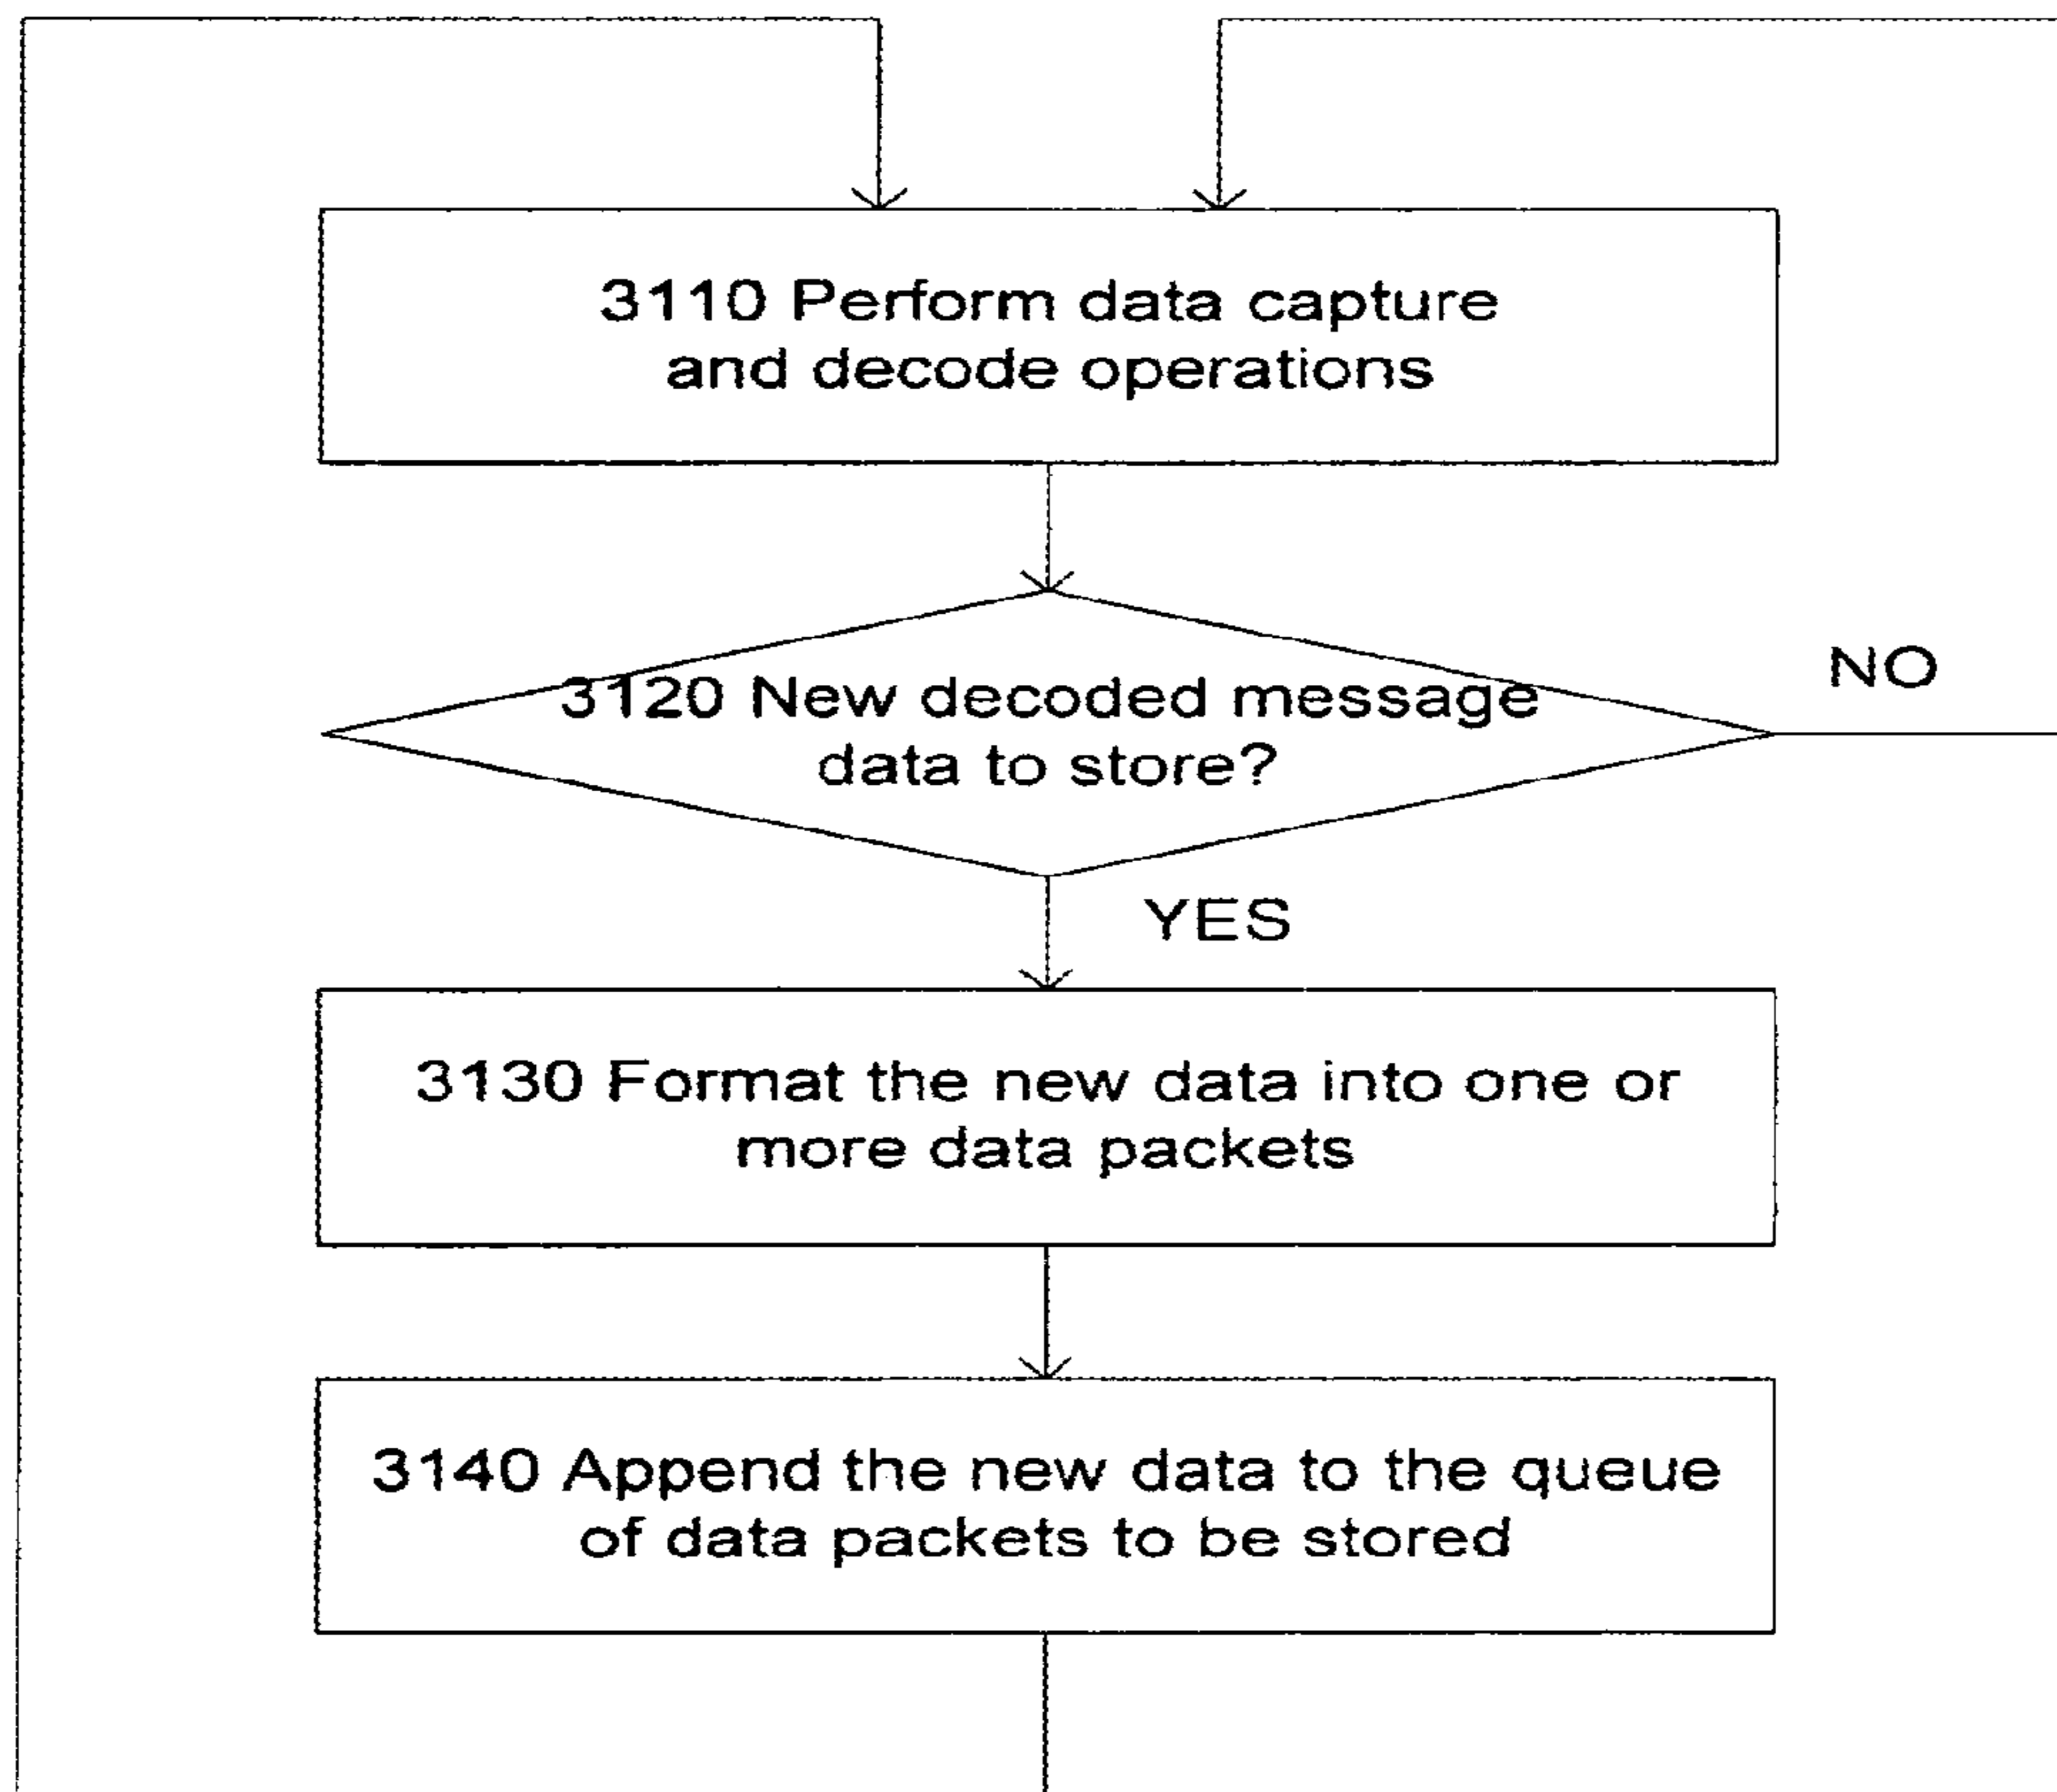 3110 Perform data capture
and decode operations
3120 New decoded message
data to store?
NO
YES
3130 Format the new data into one or
more data packets
3140 Append the new data to the queue
of data packets to be stored